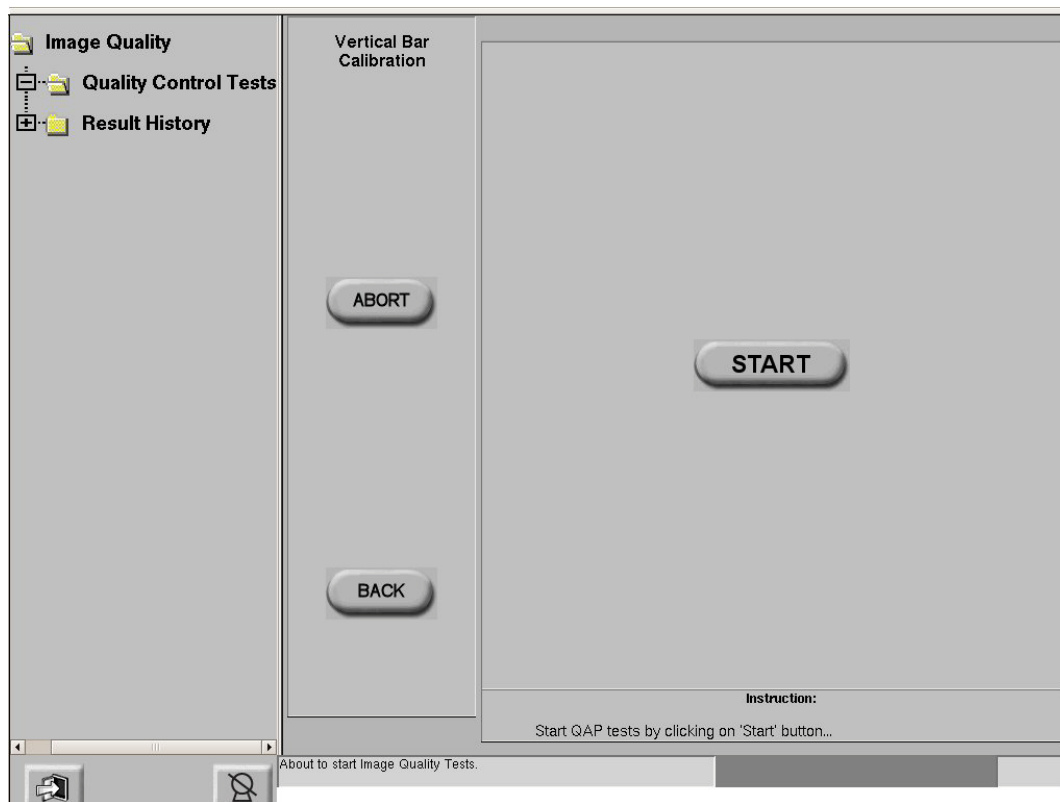 Image Quality
Quality Control Tests
Result History
Vertical Bar
Calibration
ABORT
BACK
START
Instruction:
Start QAP tests by clicking on 'Start' button...
About to start Image Quality Tests.